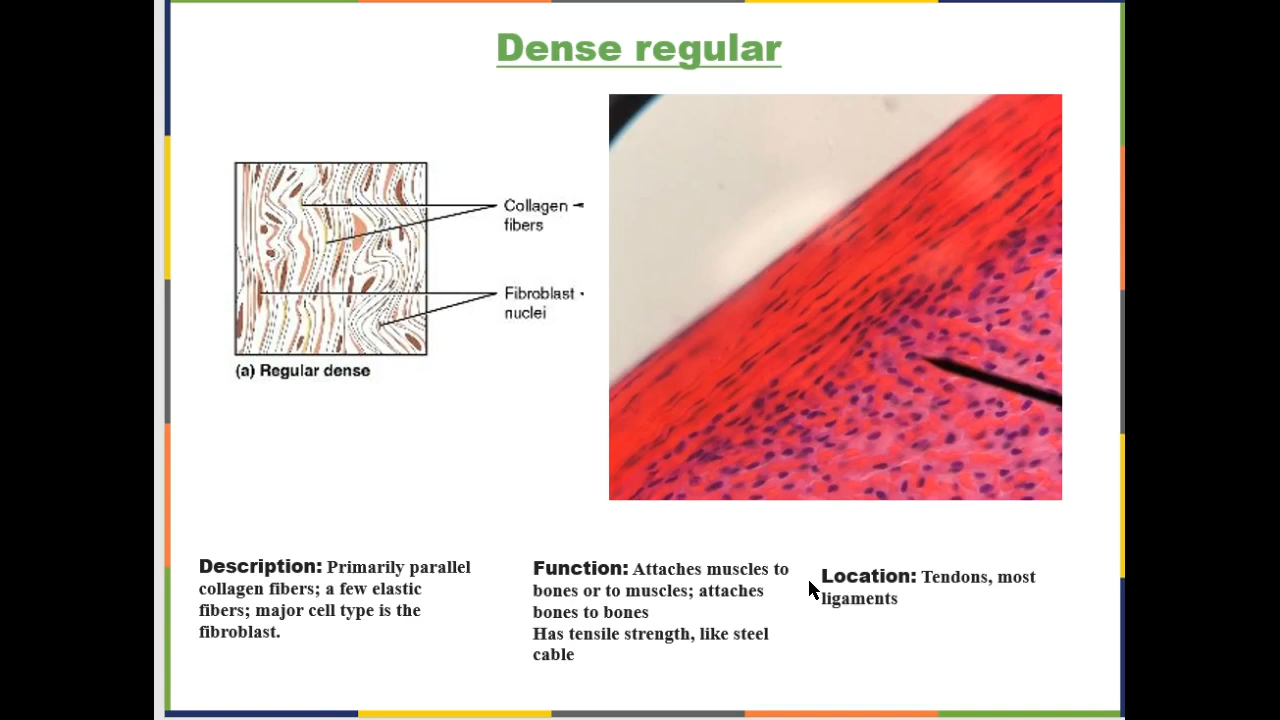 Dense regular
Collagen
fibers
Fibroblast
nuclei
(a) Regular dense
Description: Primarily parallel
collagen fibers; a few elastic
fibers; major cell type is the
fibroblast.
Function: Attaches muscles to
bones or to muscles; attaches
bones to bones
Has tensile strength, like steel
cable
Location: Tendons, most
ligaments